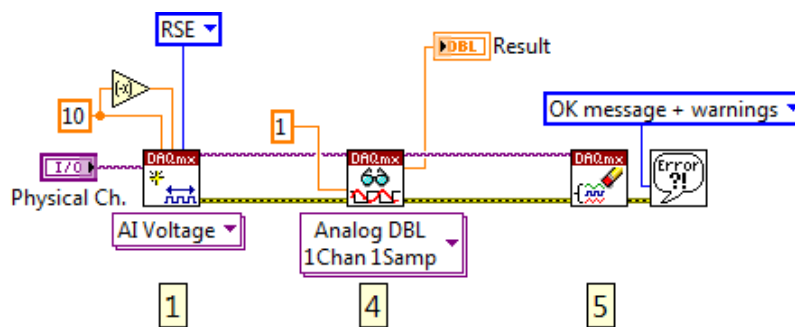 RSE
DBL Result
10
1
OK message + warnings
I/O
DAQmx
DAQmx
DAQmx
Error
?!
Physical Ch.
AI Voltage
Analog DBL
1Chan 1Samp
1
4
5